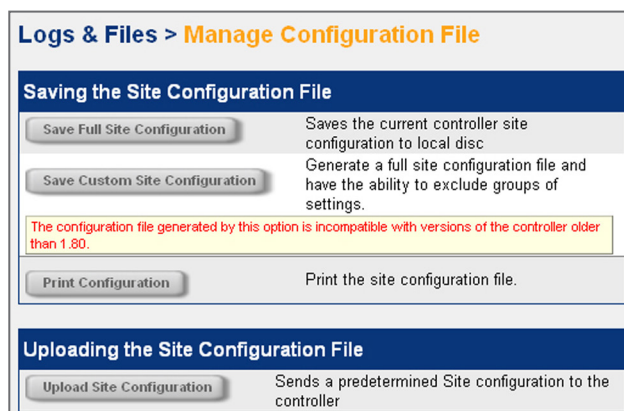 Logs & Files > Manage Configuration File
Saving the Site Configuration File
Save Full Site Configuration
Saves the current controller site
configuration to local disc
Save Custom Site Configuration
Generate a full site configuration file and
have the ability to exclude groups of
settings.
The configuration file generated by this option is incompatible with versions of the controller older
than 1.80.
Print Configuration
Print the site configuration file.
Uploading the Site Configuration File
Upload Site Configuration
Sends a predetermined Site configuration to the
controller